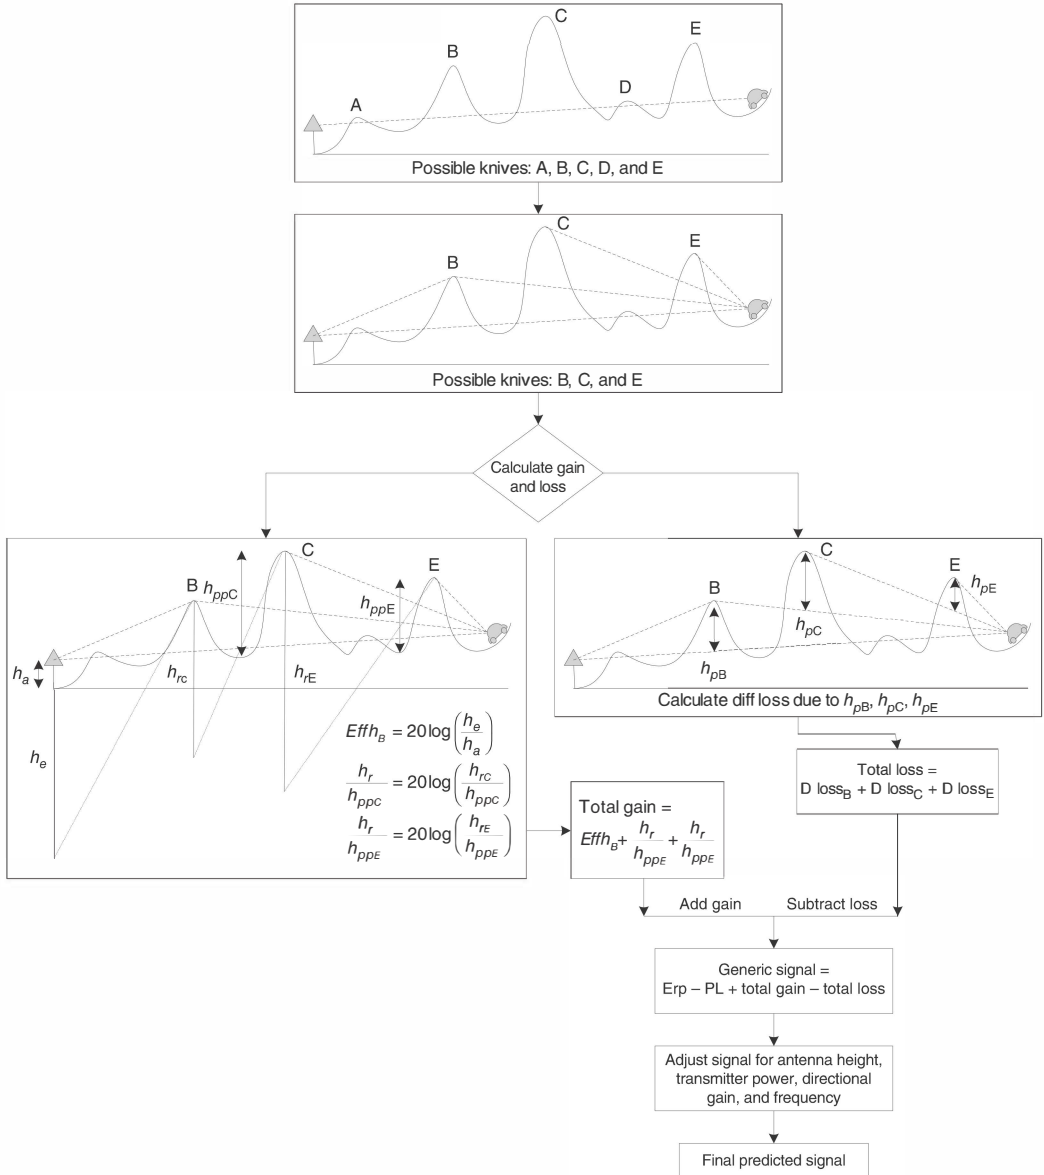 C
E
B
D
A
Possible knives: A, B, C, D, and E
C
E
B
Possible knives: B, C, and E
Calculate gain
and loss
C
E
B
h_ppC
h_ppE
h_a
h_rc
h_rE
h_e
Effh_B = 20log(h_e/h_a)
h_r/h_ppC = 20log(h_rC/h_ppC)
h_r/h_ppE = 20log(h_rE/h_ppE)
C
E
B
h_pE
h_pC
h_pB
Calculate diff loss due to h_pB, h_pC, h_pE
Total loss =
D loss_B + D loss_C + D loss_E
Total gain =
Effh_B + h_r/h_ppE + h_r/h_ppE
Add gain
Subtract loss
Generic signal =
Erp – PL + total gain – total loss
Adjust signal for antenna height,
transmitter power, directional
gain, and frequency
Final predicted signal